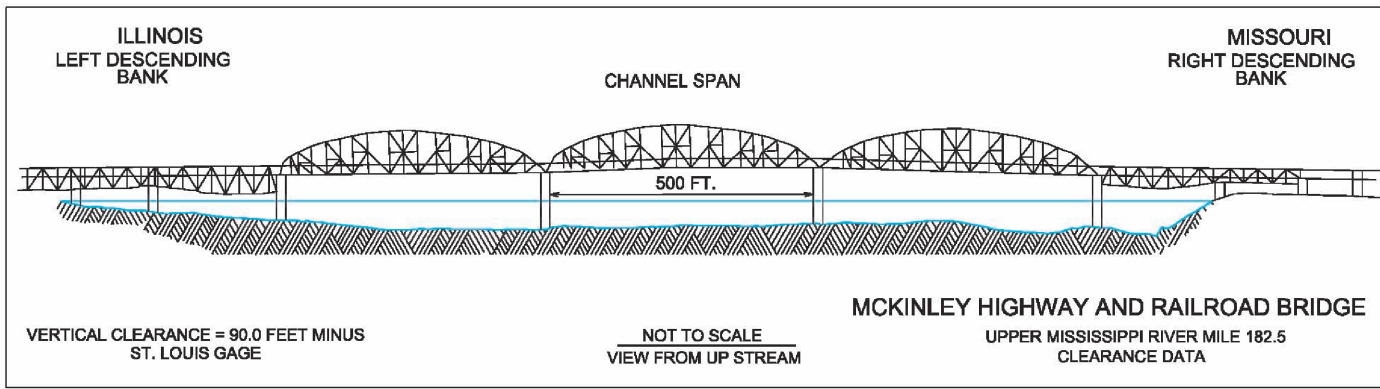 ILLINOIS
LEFT DESCENDING
BANK
MISSOURI
RIGHT DESCENDING
BANK
CHANNEL SPAN
500 FT.
MCKINLEY HIGHWAY AND RAILROAD BRIDGE
VERTICAL CLEARANCE = 90.0 FEET MINUS
ST. LOUIS GAGE
NOT TO SCALE
VIEW FROM UP STREAM
UPPER MISSISSIPPI RIVER MILE 182.5
CLEARANCE DATA